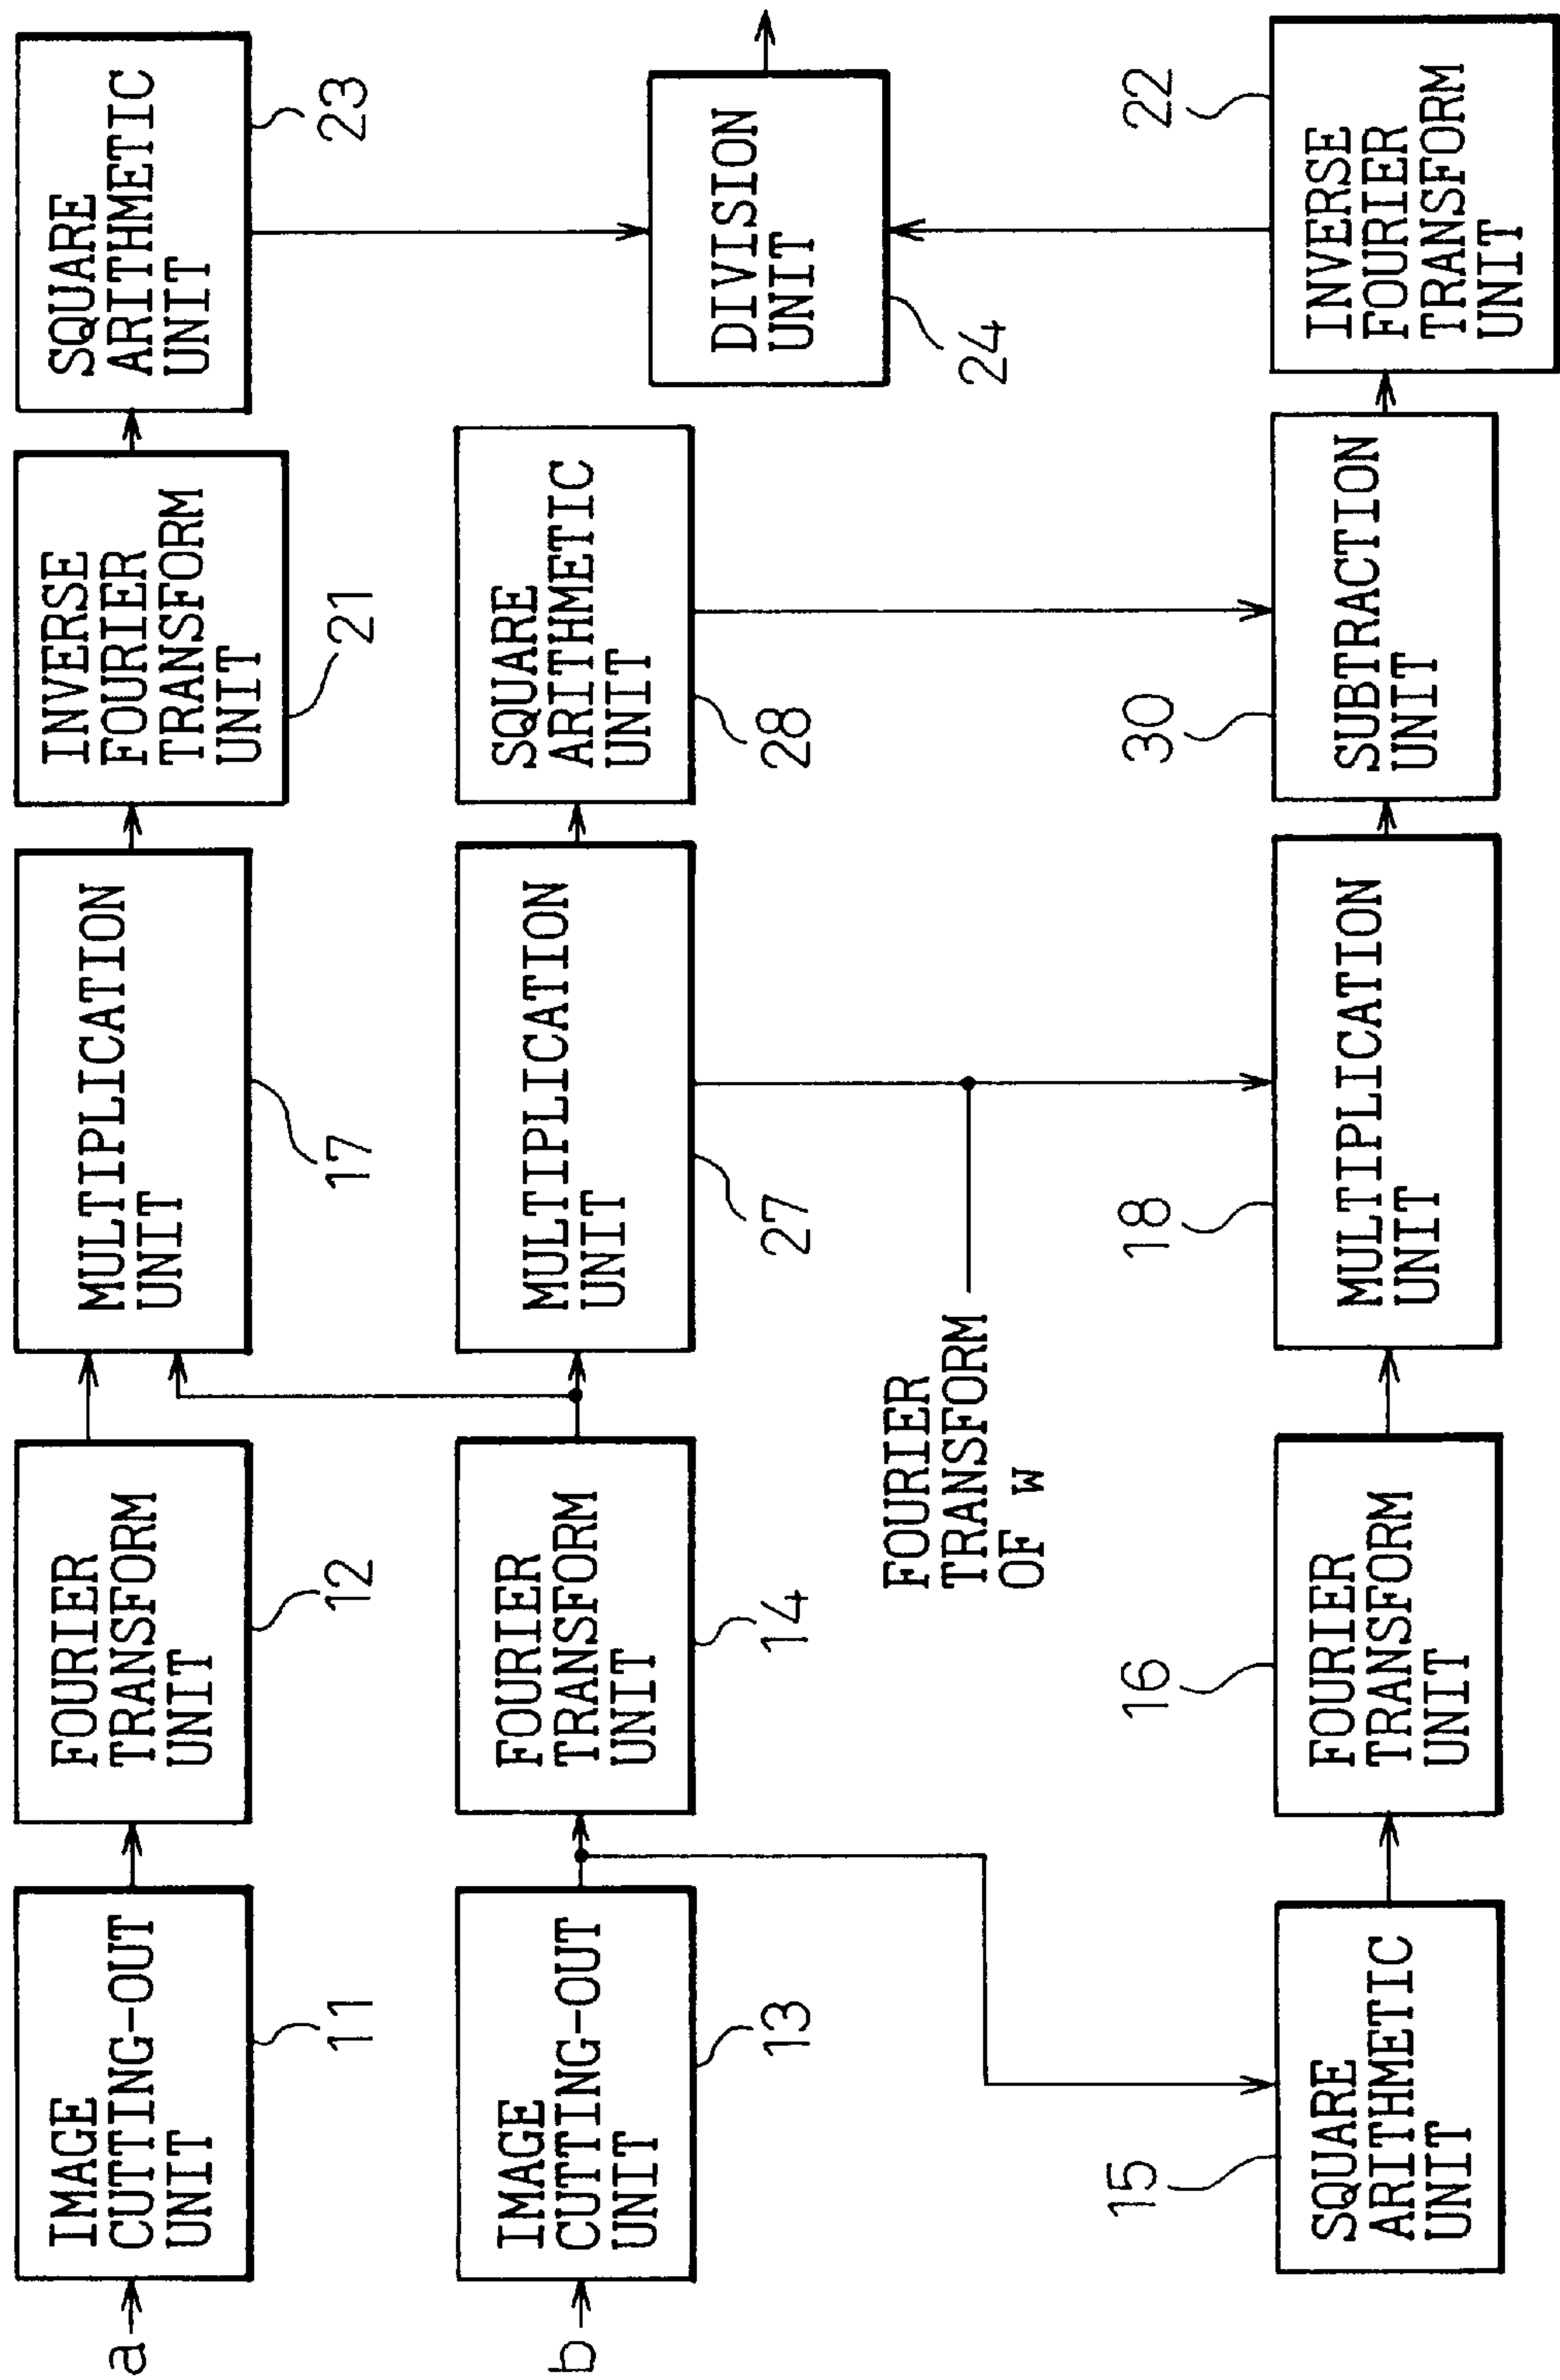 a
IMAGE
CUTTING-OUT
UNIT
11
FOURIER
TRANSFORM
UNIT
12
MULTIPLICATION
UNIT
17
INVERSE
FOURIER
TRANSFORM
UNIT
21
SQUARE
ARITHMETIC
UNIT
23
b
IMAGE
CUTTING-OUT
UNIT
13
FOURIER
TRANSFORM
UNIT
14
MULTIPLICATION
UNIT
27
SQUARE
ARITHMETIC
UNIT
28
DIVISION
UNIT
24
FOURIER
TRANSFORM
OF w
15
SQUARE
ARITHMETIC
UNIT
16
FOURIER
TRANSFORM
UNIT
18
MULTIPLICATION
UNIT
30
SUBTRACTION
UNIT
22
INVERSE
FOURIER
TRANSFORM
UNIT